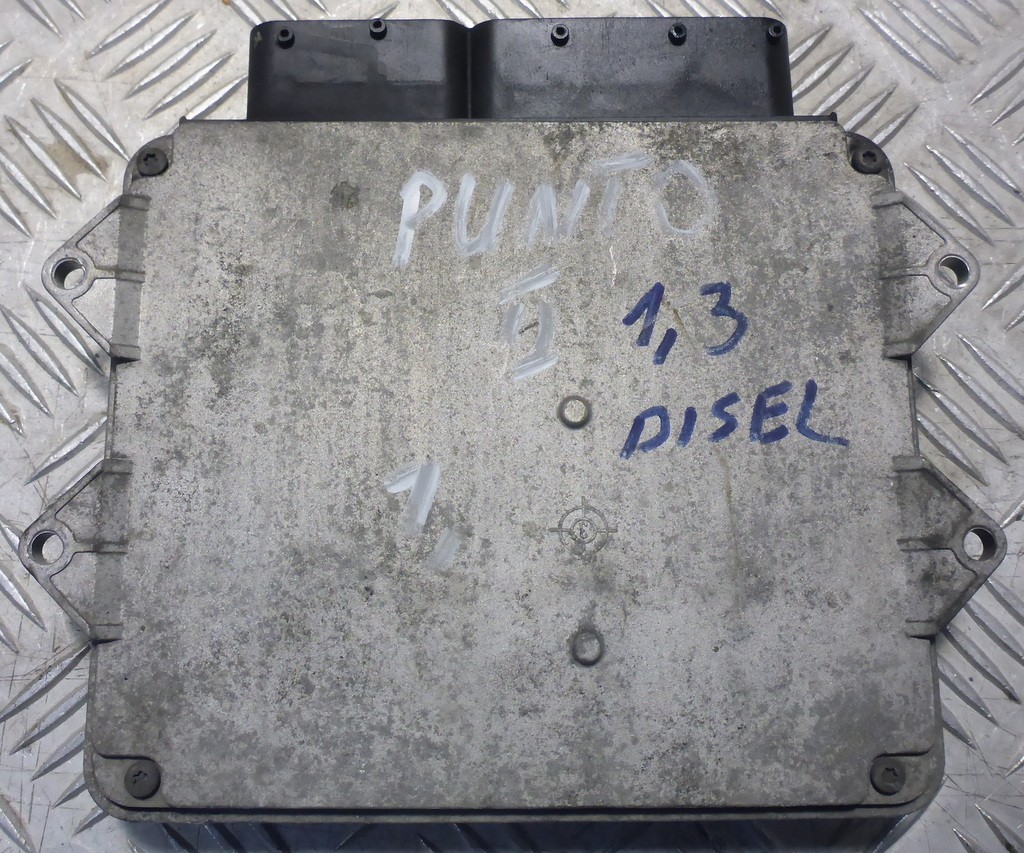 PUNTO
II
1,3
DISEL
1,